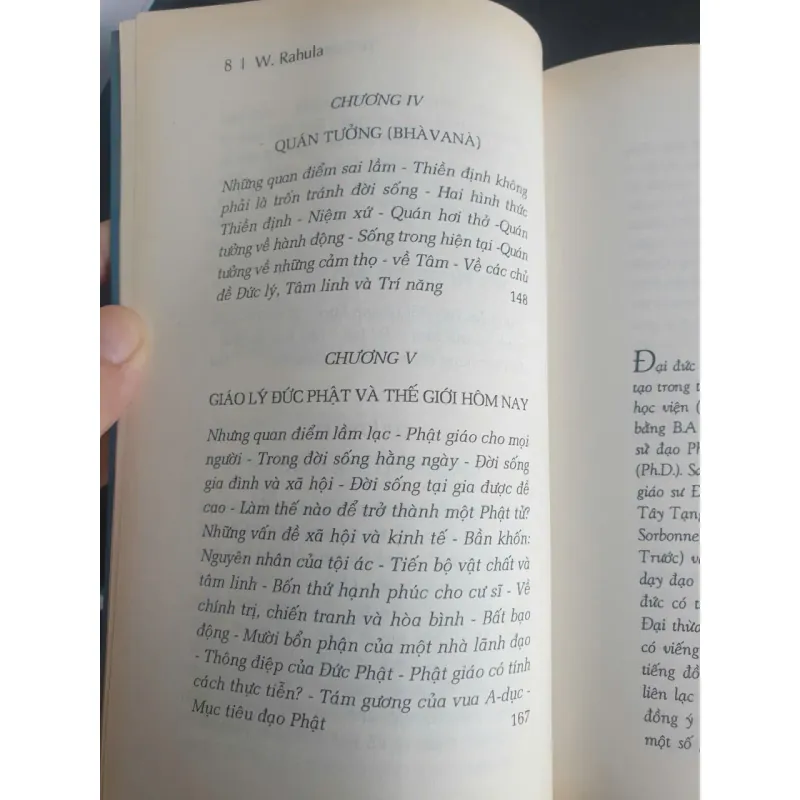 8 | W. Rahula
CHƯƠNG IV
QUÁN TƯỞNG (BHÀVANÀ)
Những quan điểm sai lầm - Thiền định không
phải là trốn tránh đời sống - Hai hình thức
Thiền định - Niệm xứ - Quán hơi thở -Quán
tưởng về hành động - Sống trong hiện tại -Quán
tưởng về những cảm thọ - về Tâm - Về các chủ
đề Đức lý, Tâm linh và Trí năng 148
CHƯƠNG V
GIÁO LÝ ĐỨC PHẬT VÀ THẾ GIỚI HÔM NAY
Nhưng quan điểm lầm lạc - Phật giáo cho mọi
người - Trong đời sống hằng ngày - Đời sống
gia đình và xã hội - Đời sống tại gia được đề
cao - Làm thế nào để trở thành một Phật tử?
Những vấn đề xã hội và kinh tế - Bần khốn:
Nguyên nhân của tội ác - Tiến bộ vật chất và
tâm linh - Bốn thứ hạnh phúc cho cư sĩ - Về
chính trị, chiến tranh và hòa bình - Bất bạo
động - Mười bổn phận của một nhà lãnh đạo
- Thông điệp của Đức Phật - Phật giáo có tính
cách thực tiễn? - Tám gương của vua A-dục -
Mục tiêu đạo Phật 167
Đại đức
tạo trong
học viện (
bằng B.A
sử đạo
(Ph.D.).
giáo sư
Tây Tạng
Sorbonne
Trước)
dạy đạo
đức có
Đại thừa
có viếng
tiếng
liên lạc
đồng ý
một số